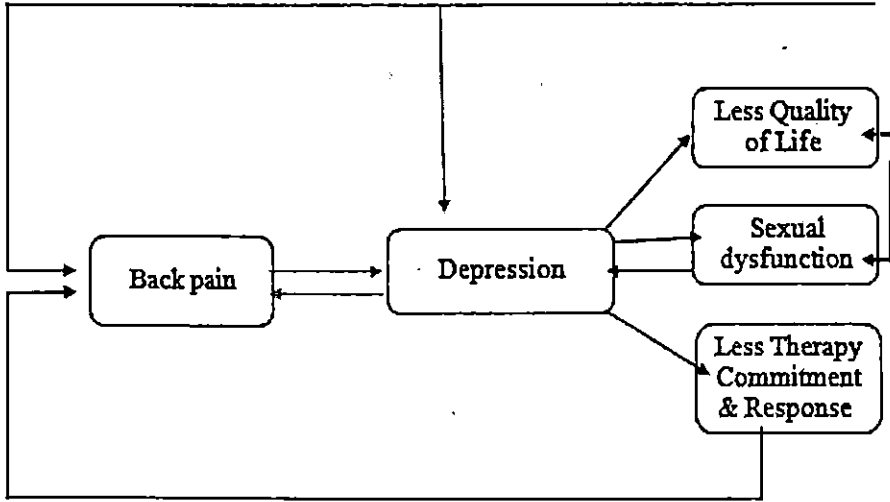 Less Quality
of Life
Sexual
dysfunction
Depression
Back pain
Less Therapy
Commitment
& Response